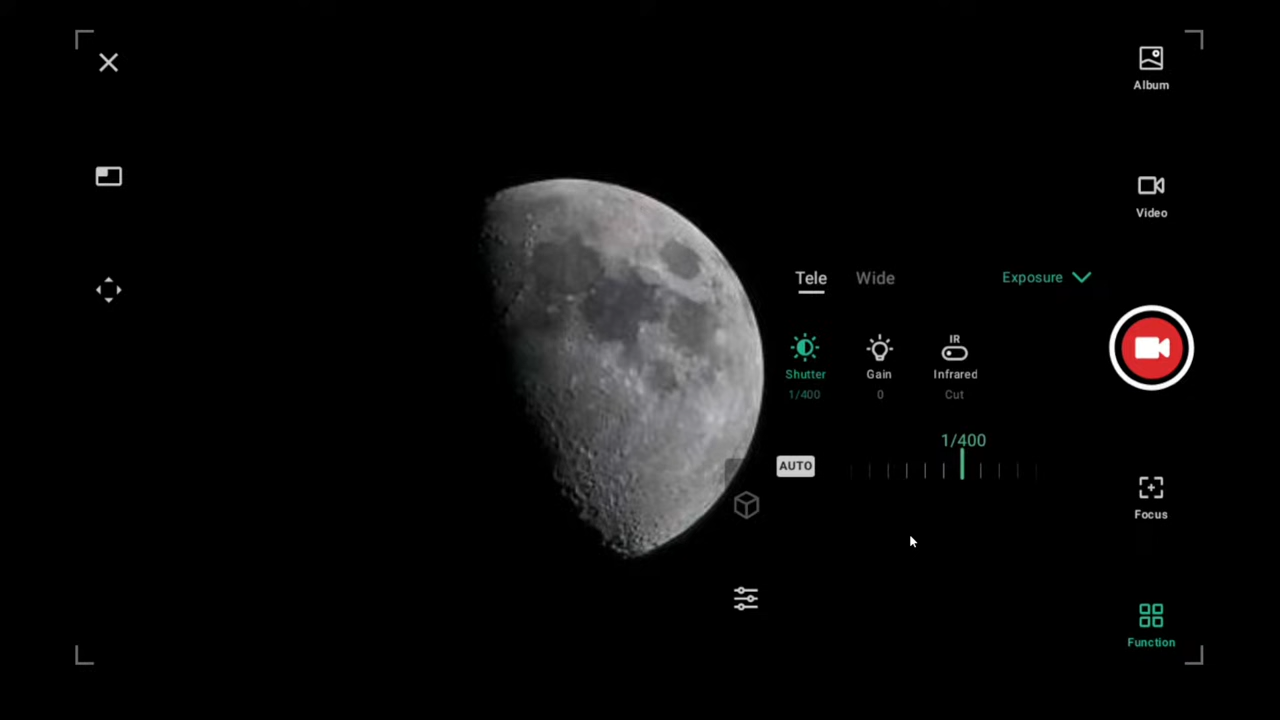 Album
Video
Tele Wide Exposure
IR
Shutter Gain Infrared
1/400 0 Cut
1/400
AUTO
Focus
Function